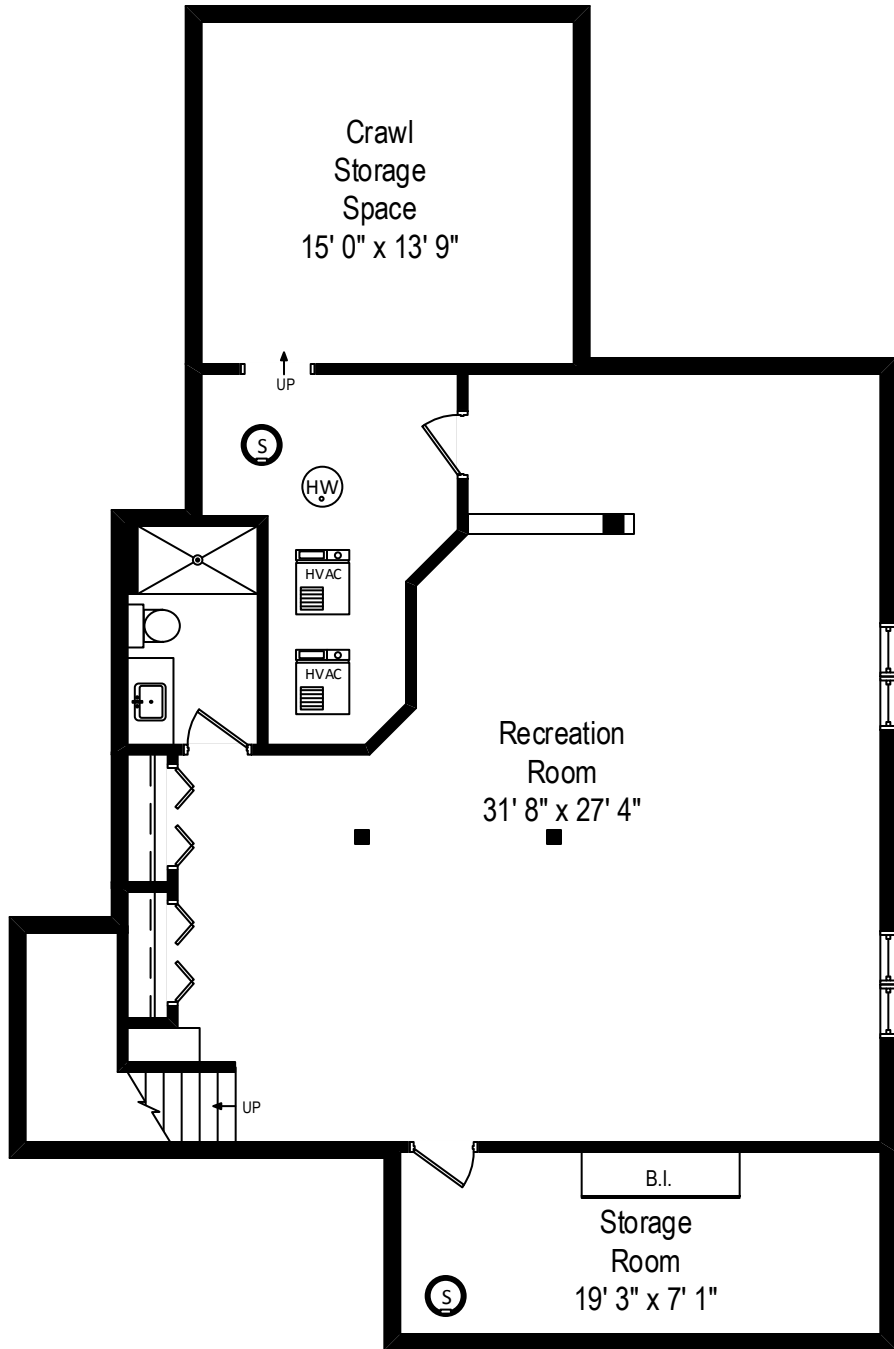 Crawl
Storage
Space
15' 0" x 13' 9"
UP
S
HW
HVAC
HVAC
Recreation
Room
31' 8" x 27' 4"
UP
B.I.
Storage
Room
19' 3" x 7' 1"
S